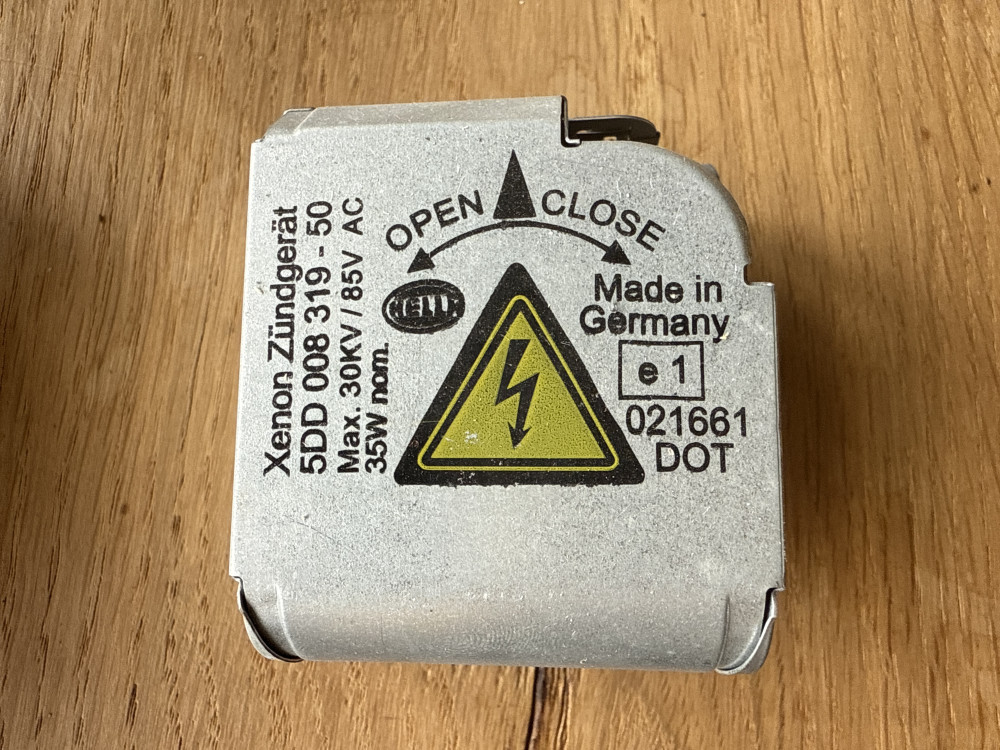 OPEN CLOSE
HELLA
Made in
Germany
e 1
021661
DOT
Xenon Zündgerät
5DD 008 319 - 50
Max. 30KV / 85V AC
35W nom.